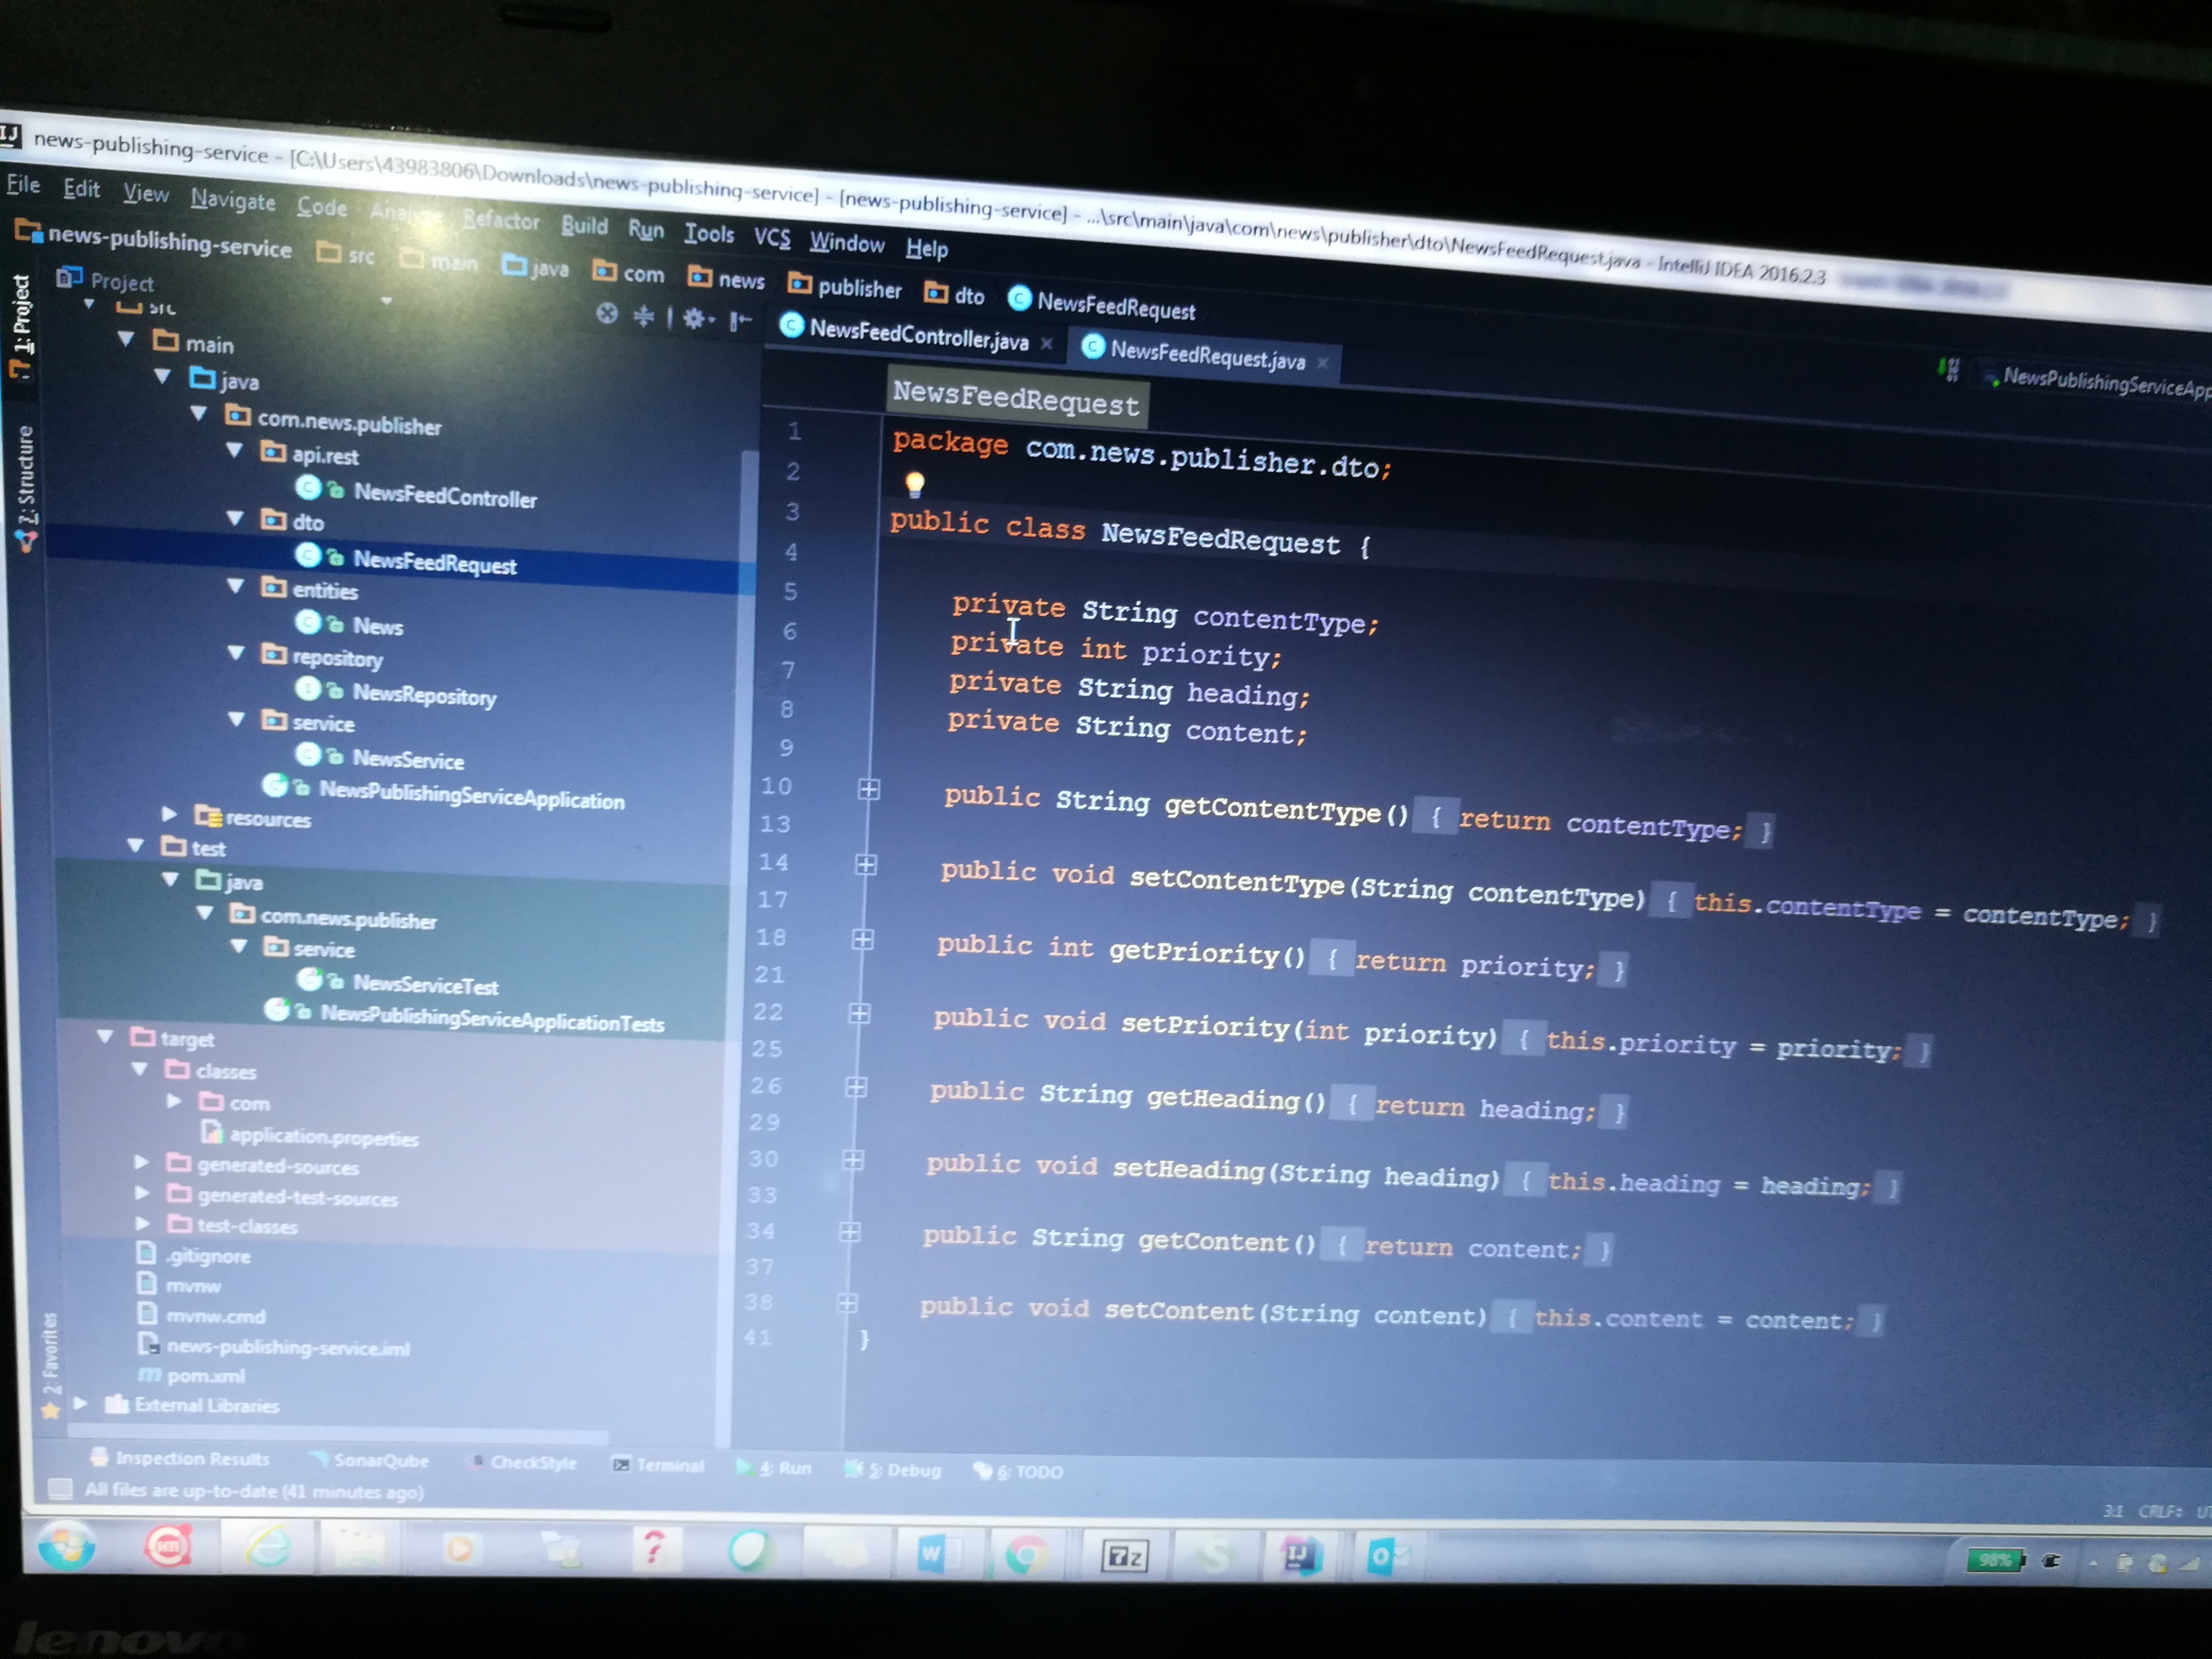 news-publishing-service - [C:\Users\43983806\Downloads\news-publishing-service] - [news-publishing-service] - ...\src\main\java\com\news\publisher\dto\NewsFeedRequest.java - IntelliJ IDEA 2016.2.3
File Edit View Navigate Code Analyze Refactor Build Run Tools VCS Window Help
news-publishing-service src main java com news publisher dto NewsFeedRequest
Project
NewsFeedController.java NewsFeedRequest.java
NewsPublishingServiceApp
1: Project
7: Structure
2: Favorites
src
main
java
com.news.publisher
api.rest
NewsFeedController
dto
NewsFeedRequest
entities
News
repository
NewsRepository
service
NewsService
NewsPublishingServiceApplication
resources
test
java
com.news.publisher
service
NewsServiceTest
NewsPublishingServiceApplicationTests
target
classes
com
application.properties
generated-sources
generated-test-sources
test-classes
.gitignore
mvnw
mvnw.cmd
news-publishing-service.iml
pom.xml
External Libraries
NewsFeedRequest
1 package com.news.publisher.dto;
2
3 public class NewsFeedRequest {
4
5 private String contentType;
6 private int priority;
7 private String heading;
8 private String content;
9
10 public String getContentType() { return contentType; }
13
14 public void setContentType(String contentType) { this.contentType = contentType; }
17
18 public int getPriority() { return priority; }
21
22 public void setPriority(int priority) { this.priority = priority; }
25
26 public String getHeading() { return heading; }
29
30 public void setHeading(String heading) { this.heading = heading; }
33
34 public String getContent() { return content; }
37
38 public void setContent(String content) { this.content = content; }
41 }
Inspection Results SonarQube CheckStyle Terminal 4: Run 5: Debug 6: TODO
All files are up-to-date (41 minutes ago)
3:1 CRLF÷ UT
98%
lenovo